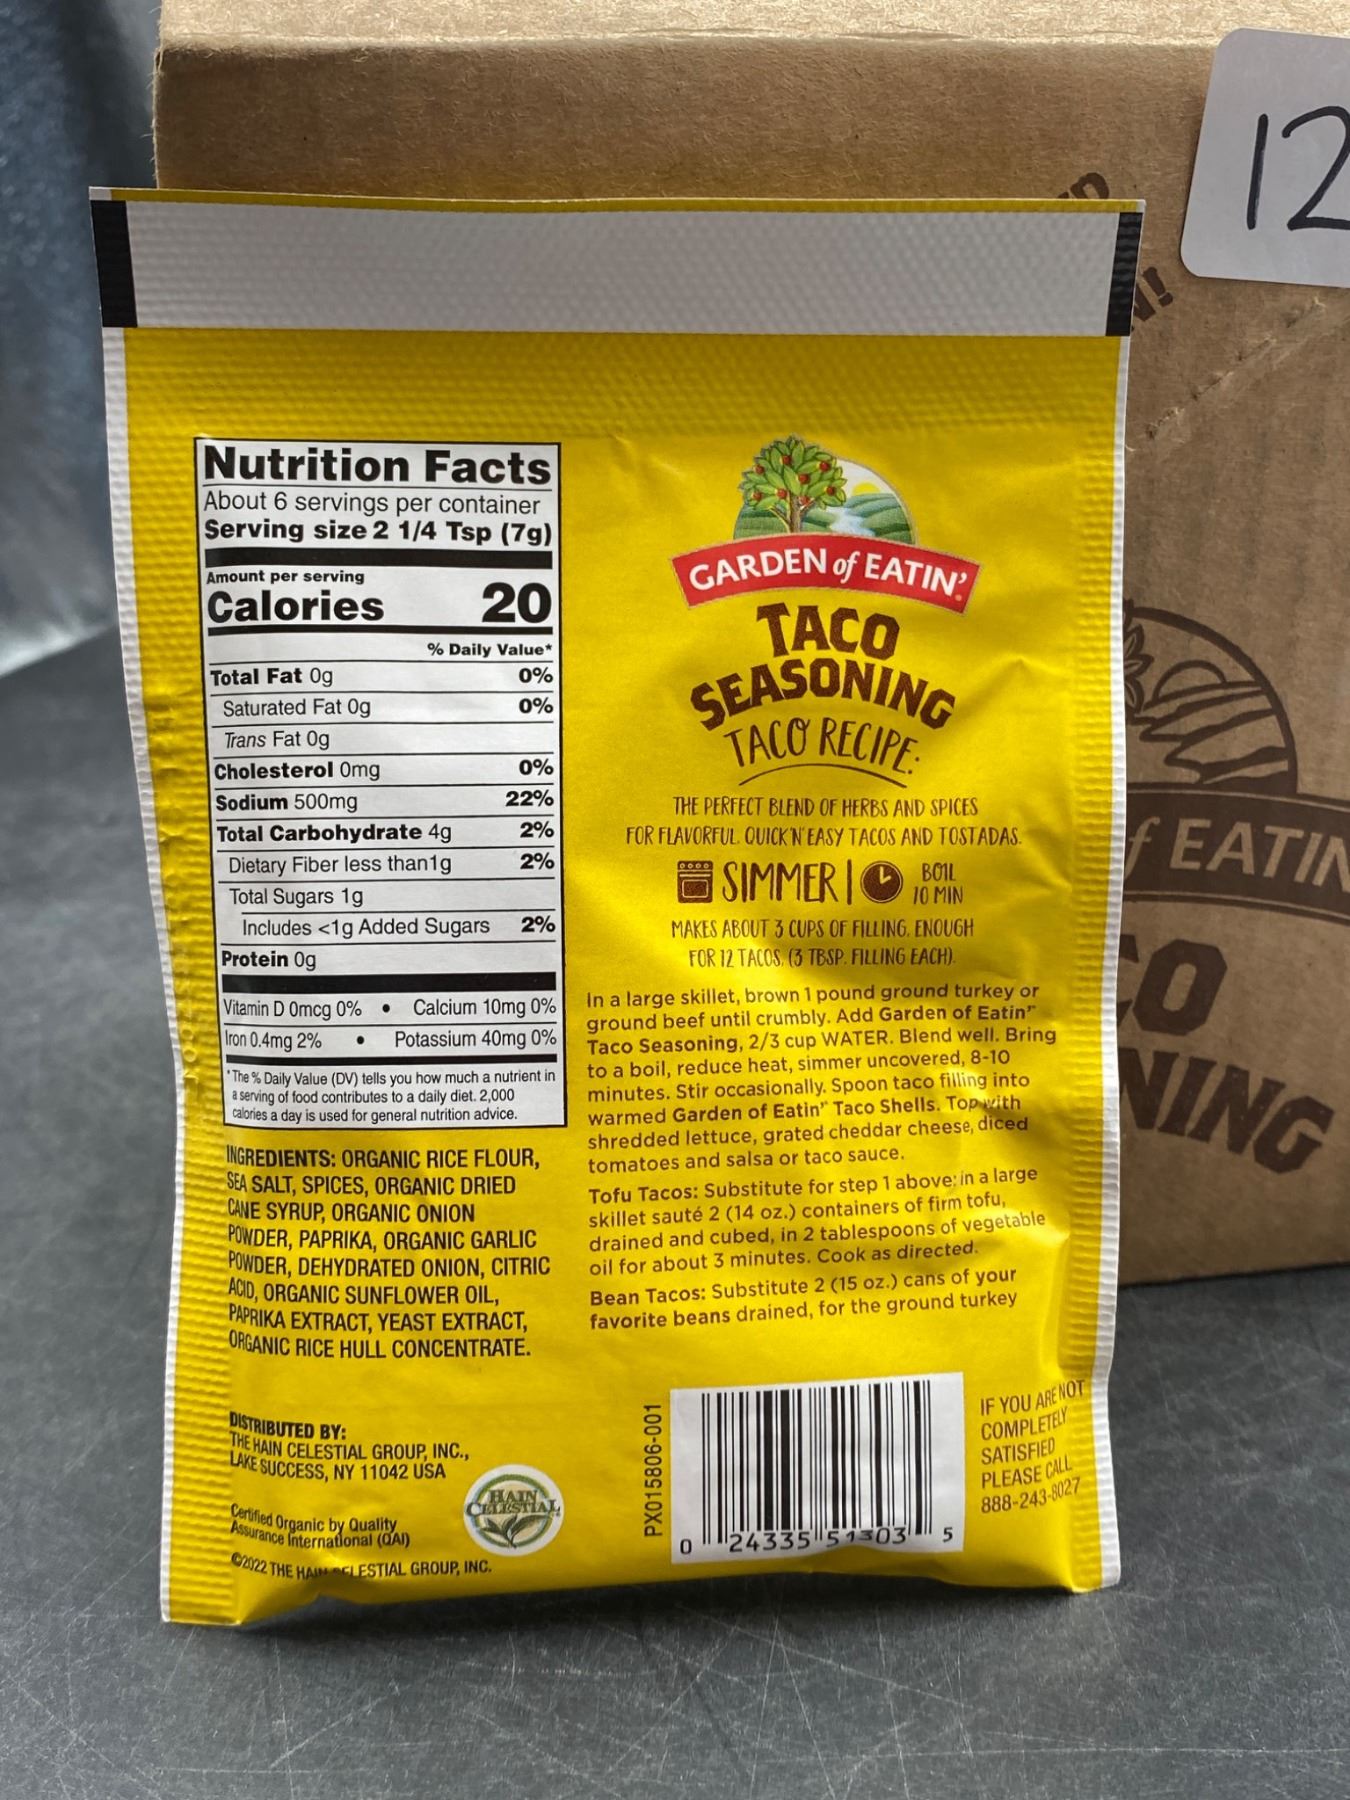 12
N!
Nutrition Facts
About 6 servings per container
Serving size 2 1/4 Tsp (7g)
Amount per serving
Calories 20
% Daily Value*
Total Fat 0g 0%
Saturated Fat 0g 0%
Trans Fat 0g
Cholesterol 0mg 0%
Sodium 500mg 22%
Total Carbohydrate 4g 2%
Dietary Fiber less than1g 2%
Total Sugars 1g
Includes <1g Added Sugars 2%
Protein 0g
Vitamin D 0mcg 0% • Calcium 10mg 0%
Iron 0.4mg 2% • Potassium 40mg 0%
*The % Daily Value (DV) tells you how much a nutrient in
a serving of food contributes to a daily diet. 2,000
calories a day is used for general nutrition advice.
INGREDIENTS: ORGANIC RICE FLOUR,
SEA SALT, SPICES, ORGANIC DRIED
CANE SYRUP, ORGANIC ONION
POWDER, PAPRIKA, ORGANIC GARLIC
POWDER, DEHYDRATED ONION, CITRIC
ACID, ORGANIC SUNFLOWER OIL,
PAPRIKA EXTRACT, YEAST EXTRACT,
ORGANIC RICE HULL CONCENTRATE.
DISTRIBUTED BY:
THE HAIN CELESTIAL GROUP, INC.,
LAKE SUCCESS, NY 11042 USA
HAIN
CELESTIAL
Certified Organic by Quality
Assurance International (QAI)
©2022 THE HAIN CELESTIAL GROUP, INC.
GARDEN of EATIN'®
TACO
SEASONING
TACO RECIPE:
THE PERFECT BLEND OF HERBS AND SPICES
FOR FLAVORFUL. QUICK 'N' EASY TACOS AND TOSTADAS.
SIMMER | BOIL
10 MIN
MAKES ABOUT 3 CUPS OF FILLING. ENOUGH
FOR 12 TACOS. (3 TBSP. FILLING EACH).
In a large skillet, brown 1 pound ground turkey or
ground beef until crumbly. Add Garden of Eatin'®
Taco Seasoning, 2/3 cup WATER. Blend well. Bring
to a boil, reduce heat, simmer uncovered, 8-10
minutes. Stir occasionally. Spoon taco filling into
warmed Garden of Eatin'® Taco Shells. Top with
shredded lettuce, grated cheddar cheese, diced
tomatoes and salsa or taco sauce.
Tofu Tacos: Substitute for step 1 above; in a large
skillet sauté 2 (14 oz.) containers of firm tofu,
drained and cubed, in 2 tablespoons of vegetable
oil for about 3 minutes. Cook as directed.
Bean Tacos: Substitute 2 (15 oz.) cans of your
favorite beans drained, for the ground turkey
PX015806-001
0 24335 51303 5
IF YOU ARE NOT
COMPLETELY
SATISFIED
PLEASE CALL
888-243-8027
f EATIN
CO
NING